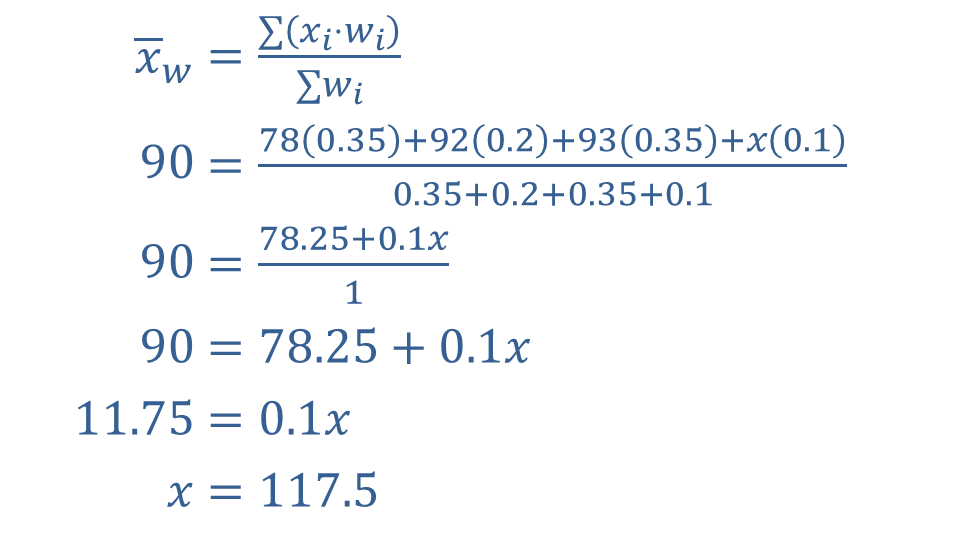 x̅_w = ∑(x_i·w_i) / ∑w_i
90 = 78(0.35)+92(0.2)+93(0.35)+x(0.1) / 0.35+0.2+0.35+0.1
90 = 78.25+0.1x / 1
90 = 78.25 + 0.1x
11.75 = 0.1x
x = 117.5